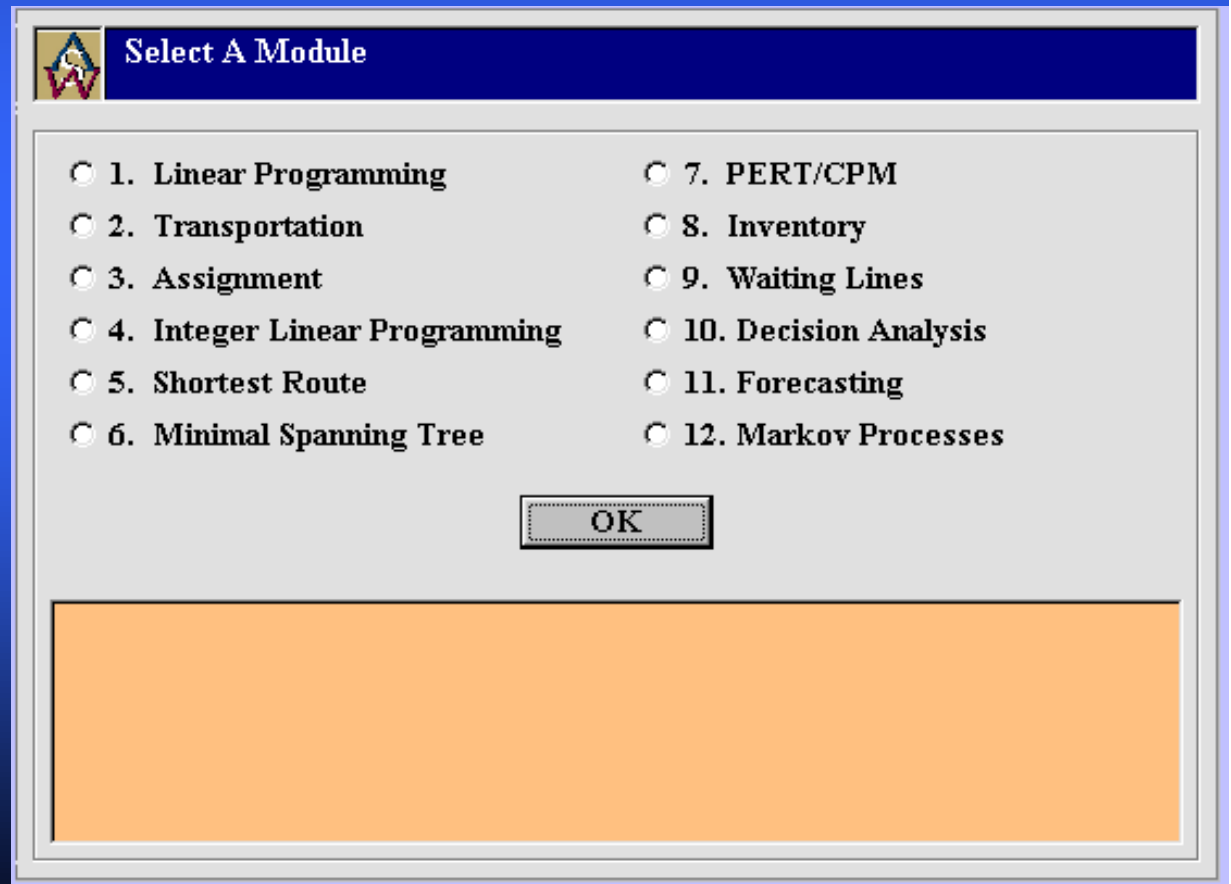 Select A Module
1. Linear Programming
2. Transportation
3. Assignment
4. Integer Linear Programming
5. Shortest Route
6. Minimal Spanning Tree
7. PERT/CPM
8. Inventory
9. Waiting Lines
10. Decision Analysis
11. Forecasting
12. Markov Processes
OK